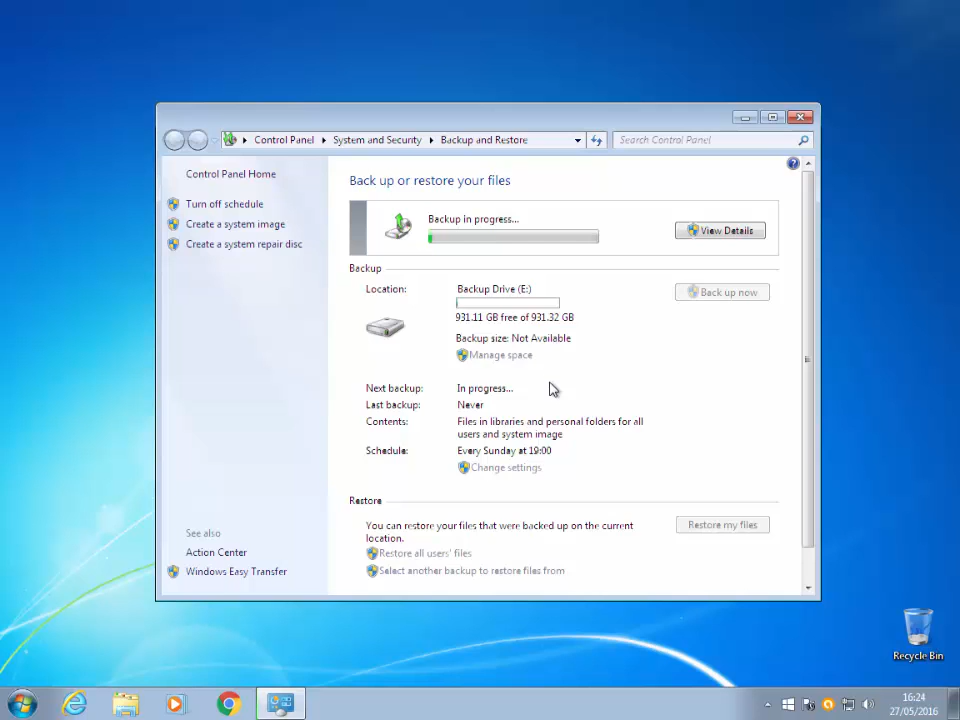 Control Panel
System and Security
Backup and Restore
Search Control Panel
Control Panel Home
Turn off schedule
Create a system image
Create a system repair disc
See also
Action Center
Windows Easy Transfer
Back up or restore your files
Backup in progress...
View Details
Backup
Location:
Backup Drive (E:)
Back up now
931.11 GB free of 931.32 GB
Backup size: Not Available
Manage space
Next backup:
In progress...
Last backup:
Never
Contents:
Files in libraries and personal folders for all
users and system image
Schedule:
Every Sunday at 19:00
Change settings
Restore
You can restore your files that were backed up on the current
location.
Restore my files
Restore all users' files
Select another backup to restore files from
Recycle Bin
16:24
27/05/2016